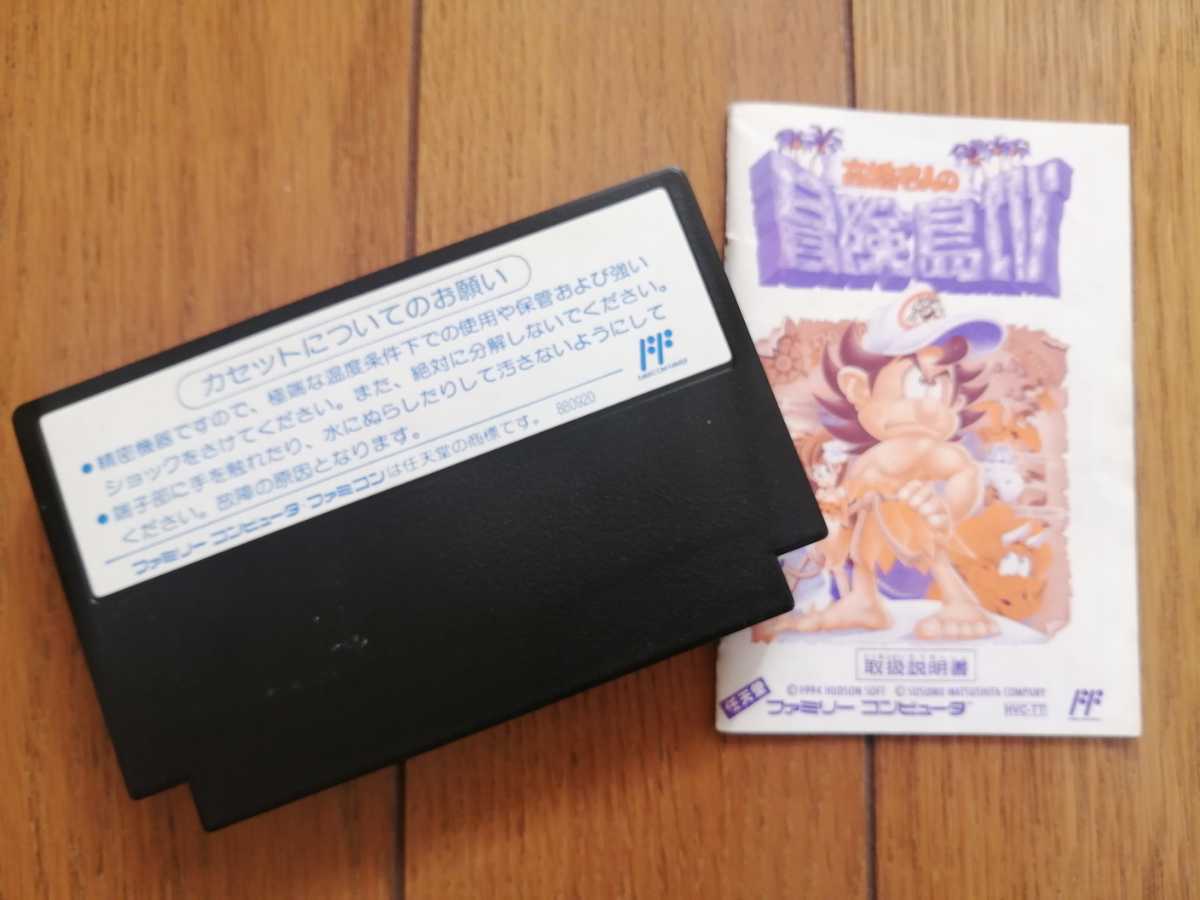 カセットについてのお願い
●精密機器ですので、極端な温度条件下での使用や保管および強い
ショックをさけてください。また、絶対に分解しないでください。
●端子部に手を触れたり、水にぬらしたりして汚さないようにして
ください。故障の原因となります。
ファミリーコンピュータ・ファミコンは任天堂の商標です。 880920
高橋名人の
冒険島IV
取扱説明書
©1994 HUDSON SOFT © SUSUMU MATSUSHITA COMPANY
任天堂
ファミリーコンピュータ HVC-TI